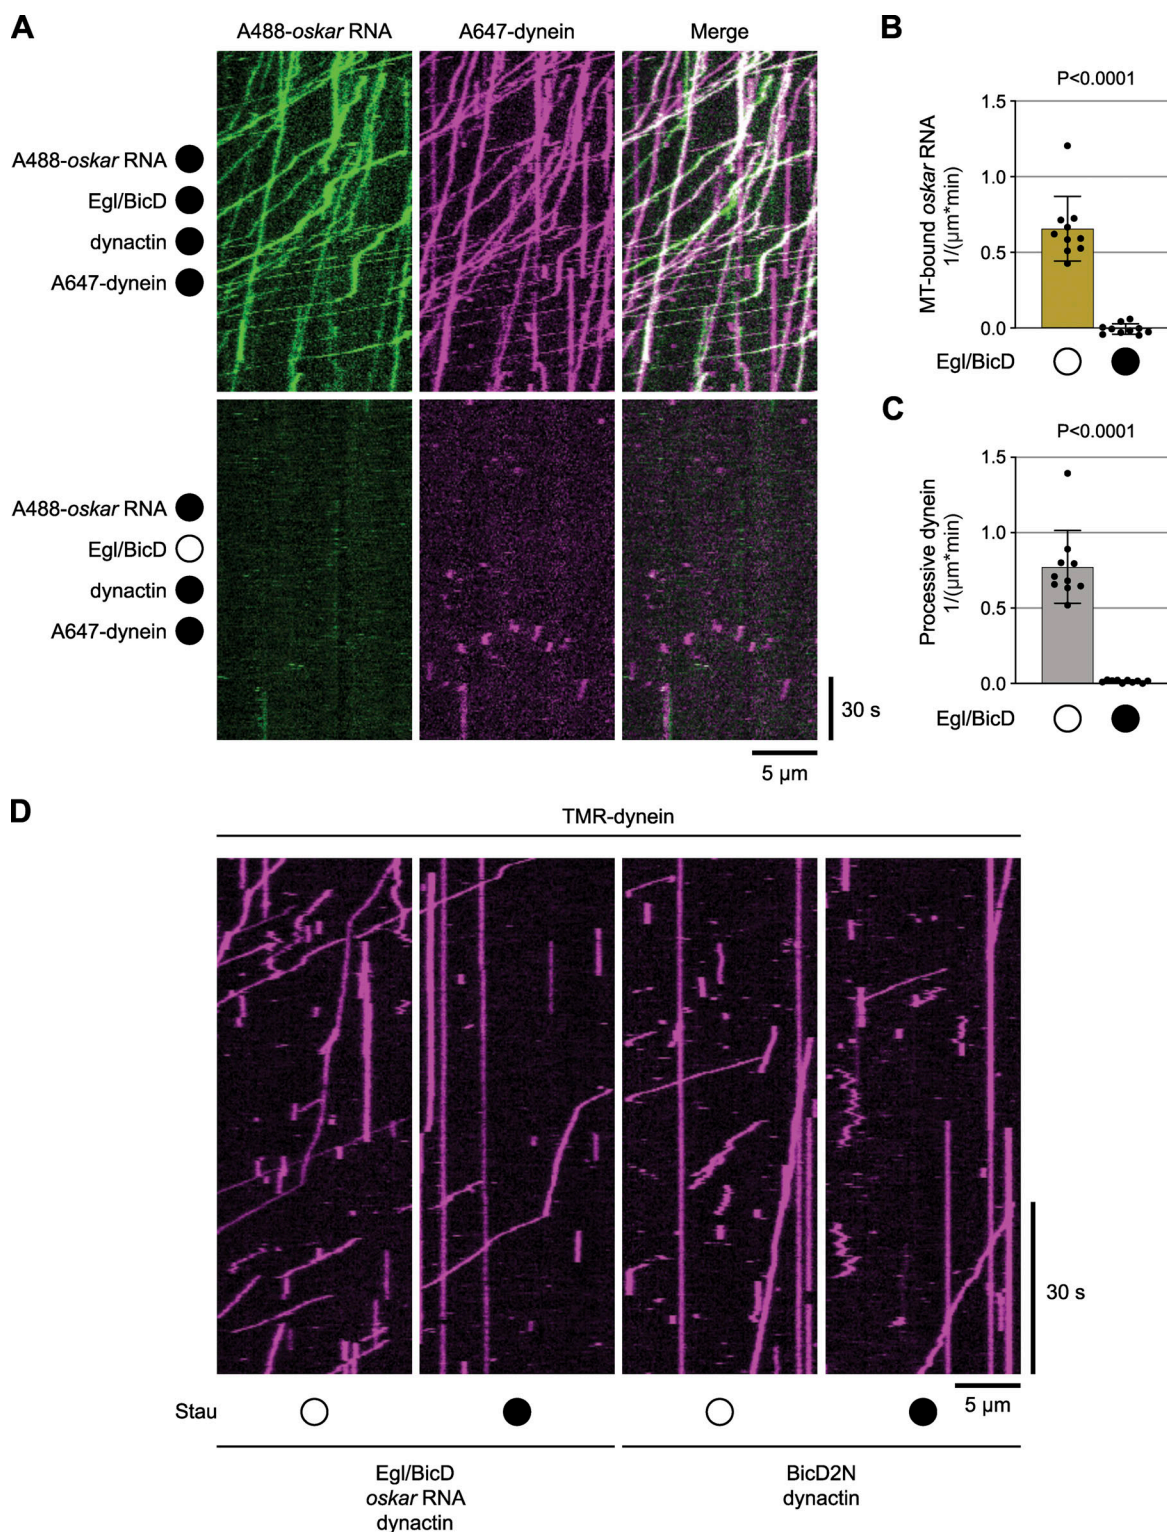 A
A488-oskar RNA
A647-dynein
Merge
A488-oskar RNA
Egl/BicD
dynactin
A647-dynein
A488-oskar RNA
Egl/BicD
dynactin
A647-dynein
30 s
5 μm
B
P<0.0001
MT-bound oskar RNA
1/(μm*min)
1.5
1.0
0.5
0.0
Egl/BicD
C
P<0.0001
Processive dynein
1/(μm*min)
1.5
1.0
0.5
0.0
Egl/BicD
D
TMR-dynein
30 s
5 μm
Stau
Egl/BicD
oskar RNA
dynactin
BicD2N
dynactin